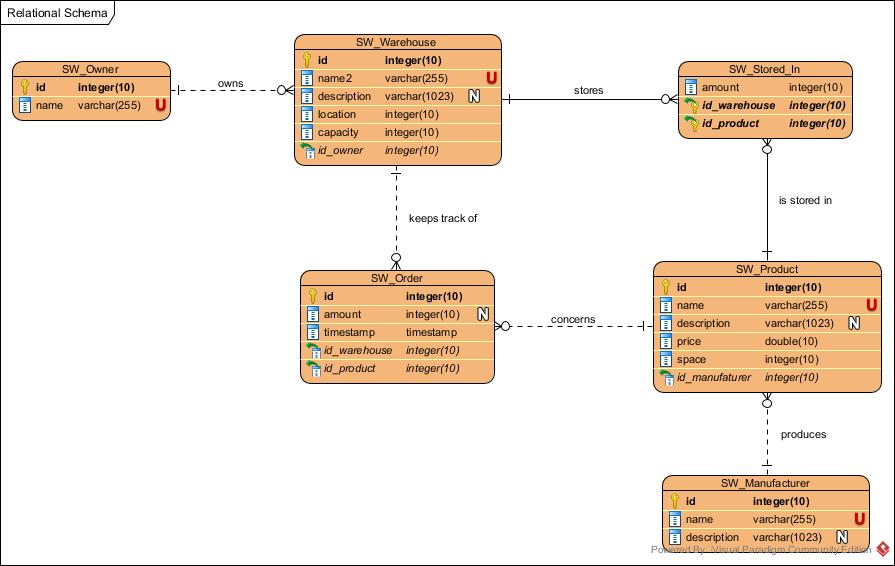 Relational Schema
SW_Owner
id integer(10)
name varchar(255) U
owns
SW_Warehouse
id integer(10)
name2 varchar(255) U
description varchar(1023) N
location integer(10)
capacity integer(10)
id_owner integer(10)
stores
SW_Stored_In
amount integer(10)
id_warehouse integer(10)
id_product integer(10)
keeps track of
is stored in
SW_Order
id integer(10)
amount integer(10) N
timestamp timestamp
id_warehouse integer(10)
id_product integer(10)
concerns
SW_Product
id integer(10)
name varchar(255) U
description varchar(1023) N
price double(10)
space integer(10)
id_manufaturer integer(10)
produces
SW_Manufacturer
id integer(10)
name varchar(255) U
description varchar(1023) N
Powered By Visual Paradigm Community Edition